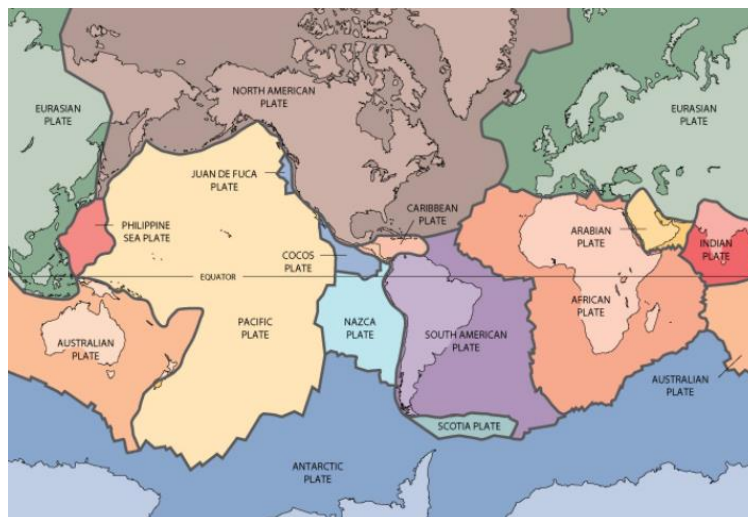 NORTH AMERICAN
PLATE
EURASIAN
PLATE
EURASIAN
PLATE
JUAN DE FUCA
PLATE
CARIBBEAN
PLATE
PHILIPPINE
SEA PLATE
ARABIAN
PLATE
INDIAN
PLATE
COCOS
PLATE
EQUATOR
AFRICAN
PLATE
PACIFIC
PLATE
NAZCA
PLATE
SOUTH AMERICAN
PLATE
AUSTRALIAN
PLATE
AUSTRALIAN
PLATE
SCOTIA PLATE
ANTARCTIC
PLATE